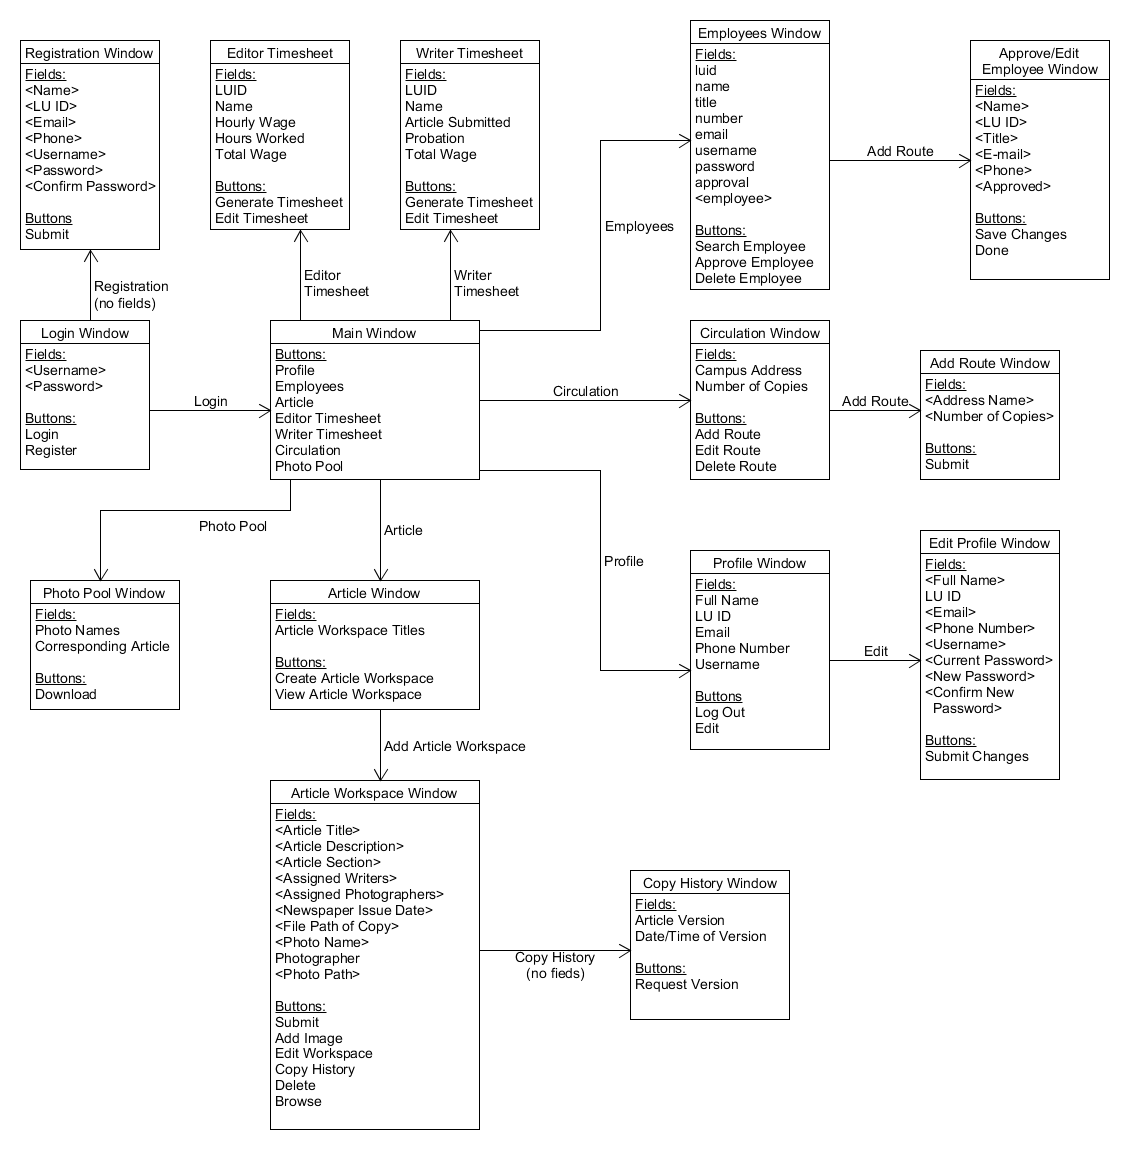 Registration Window
Fields:
<Name>
<LU ID>
<Email>
<Phone>
<Username>
<Password>
<Confirm Password>
Buttons
Submit
Editor Timesheet
Fields:
LUID
Name
Hourly Wage
Hours Worked
Total Wage
Buttons:
Generate Timesheet
Edit Timesheet
Writer Timesheet
Fields:
LUID
Name
Article Submitted
Probation
Total Wage
Buttons:
Generate Timesheet
Edit Timesheet
Employees Window
Fields:
luid
name
title
number
email
username
password
approval
<employee>
Buttons:
Search Employee
Approve Employee
Delete Employee
Add Route
Approve/Edit
Employee Window
Fields:
<Name>
<LU ID>
<Title>
<E-mail>
<Phone>
<Approved>
Buttons:
Save Changes
Done
Registration
(no fields)
Editor
Timesheet
Writer
Timesheet
Employees
Login Window
Fields:
<Username>
<Password>
Buttons:
Login
Register
Login
Main Window
Buttons:
Profile
Employees
Article
Editor Timesheet
Writer Timesheet
Circulation
Photo Pool
Circulation
Circulation Window
Fields:
Campus Address
Number of Copies
Buttons:
Add Route
Edit Route
Delete Route
Add Route
Add Route Window
Fields:
<Address Name>
<Number of Copies>
Buttons:
Submit
Photo Pool
Article
Profile
Photo Pool Window
Fields:
Photo Names
Corresponding Article
Buttons:
Download
Article Window
Fields:
Article Workspace Titles
Buttons:
Create Article Workspace
View Article Workspace
Profile Window
Fields:
Full Name
LU ID
Email
Phone Number
Username
Buttons
Log Out
Edit
Edit
Edit Profile Window
Fields:
<Full Name>
LU ID
<Email>
<Phone Number>
<Username>
<Current Password>
<New Password>
<Confirm New
Password>
Buttons:
Submit Changes
Add Article Workspace
Article Workspace Window
Fields:
<Article Title>
<Article Description>
<Article Section>
<Assigned Writers>
<Assigned Photographers>
<Newspaper Issue Date>
<File Path of Copy>
<Photo Name>
Photographer
<Photo Path>
Buttons:
Submit
Add Image
Edit Workspace
Copy History
Delete
Browse
Copy History
(no fieds)
Copy History Window
Fields:
Article Version
Date/Time of Version
Buttons:
Request Version